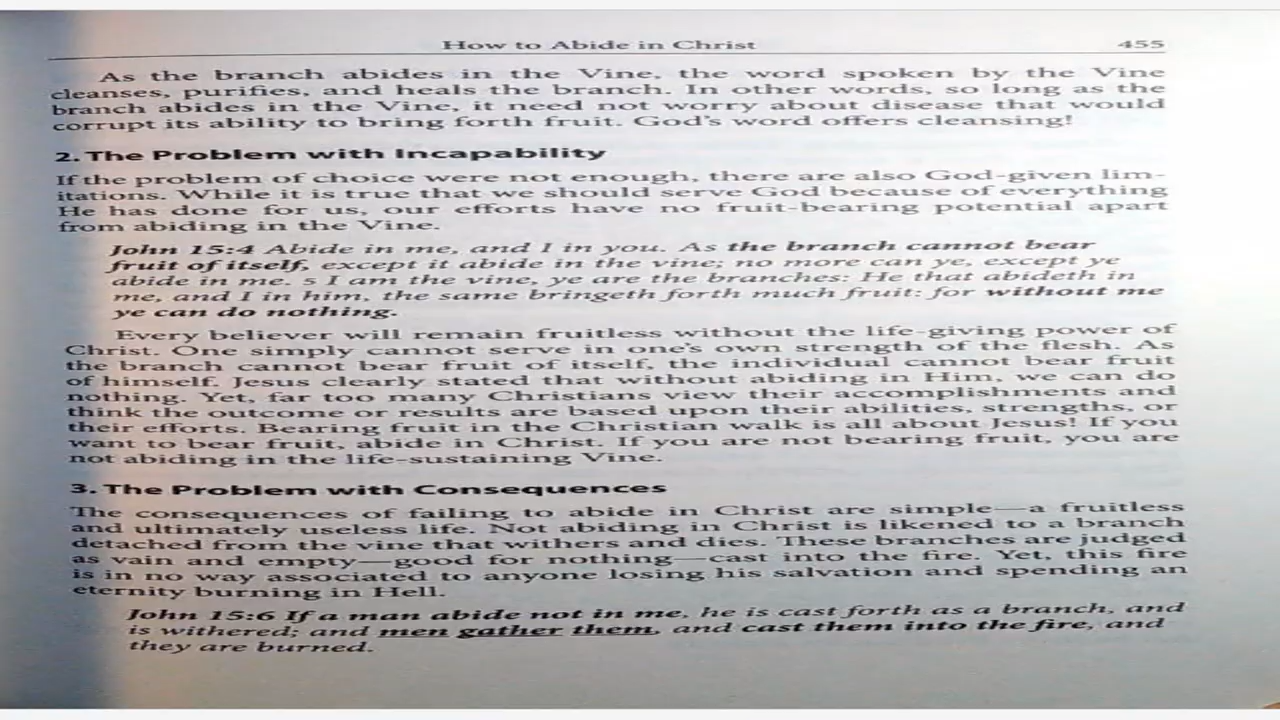 How to Abide in Christ 455
As the branch abides in the Vine, the word spoken by the Vine
cleanses, purifies, and heals the branch. In other words, so long as the
branch abides in the Vine, it need not worry about disease that would
corrupt its ability to bring forth fruit. God's word offers cleansing!
2. The Problem with Incapability
If the problem of choice were not enough, there are also God-given lim-
itations. While it is true that we should serve God because of everything
He has done for us, our efforts have no fruit-bearing potential apart
from abiding in the Vine.
John 15:4 Abide in me, and I in you. As the branch cannot bear
fruit of itself, except it abide in the vine; no more can ye, except ye
abide in me. 5 I am the vine, ye are the branches: He that abideth in
me, and I in him, the same bringeth forth much fruit: for without me
ye can do nothing.
Every believer will remain fruitless without the life-giving power of
Christ. One simply cannot serve in one's own strength of the flesh. As
the branch cannot bear fruit of itself, the individual cannot bear fruit
of himself. Jesus clearly stated that without abiding in Him, we can do
nothing. Yet, far too many Christians view their accomplishments and
think the outcome or results are based upon their abilities, strengths, or
their efforts. Bearing fruit in the Christian walk is all about Jesus! If you
want to bear fruit, abide in Christ. If you are not bearing fruit, you are
not abiding in the life-sustaining Vine.
3. The Problem with Consequences
The consequences of failing to abide in Christ are simple—a fruitless
and ultimately useless life. Not abiding in Christ is likened to a branch
detached from the vine that withers and dies. These branches are judged
as vain and empty—good for nothing—cast into the fire. Yet, this fire
is in no way associated to anyone losing his salvation and spending an
eternity burning in Hell.
John 15:6 If a man abide not in me, he is cast forth as a branch, and
is withered; and men gather them, and cast them into the fire, and
they are burned.